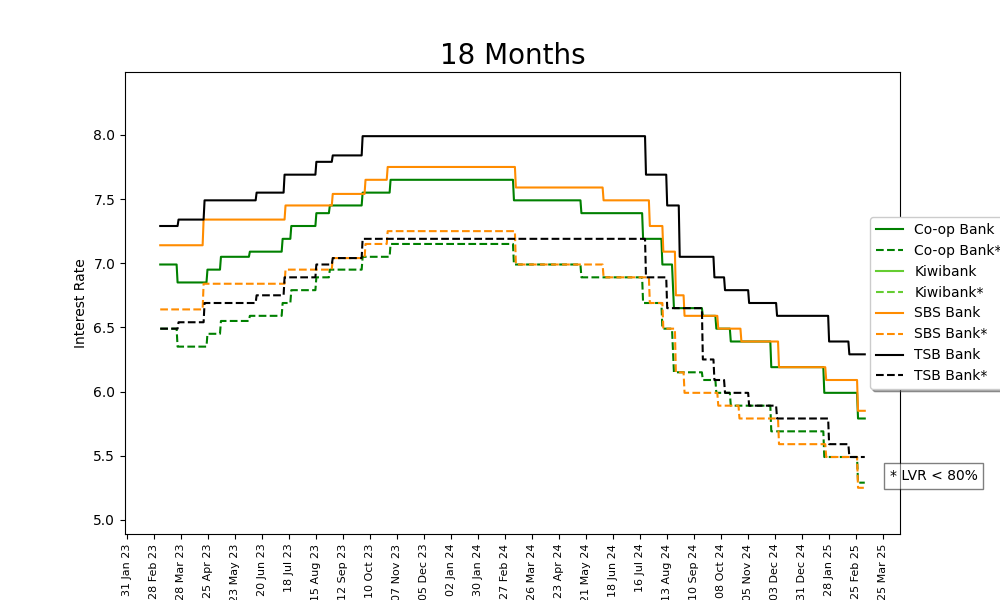 18 Months
Interest Rate
8.0
7.5
7.0
6.5
6.0
5.5
5.0
31 Jan 23
28 Feb 23
28 Mar 23
25 Apr 23
23 May 23
20 Jun 23
18 Jul 23
15 Aug 23
12 Sep 23
10 Oct 23
07 Nov 23
05 Dec 23
02 Jan 24
30 Jan 24
27 Feb 24
26 Mar 24
23 Apr 24
21 May 24
18 Jun 24
16 Jul 24
13 Aug 24
10 Sep 24
08 Oct 24
05 Nov 24
03 Dec 24
31 Dec 24
28 Jan 25
25 Feb 25
25 Mar 25
Co-op Bank
Co-op Bank*
Kiwibank
Kiwibank*
SBS Bank
SBS Bank*
TSB Bank
TSB Bank*
* LVR < 80%